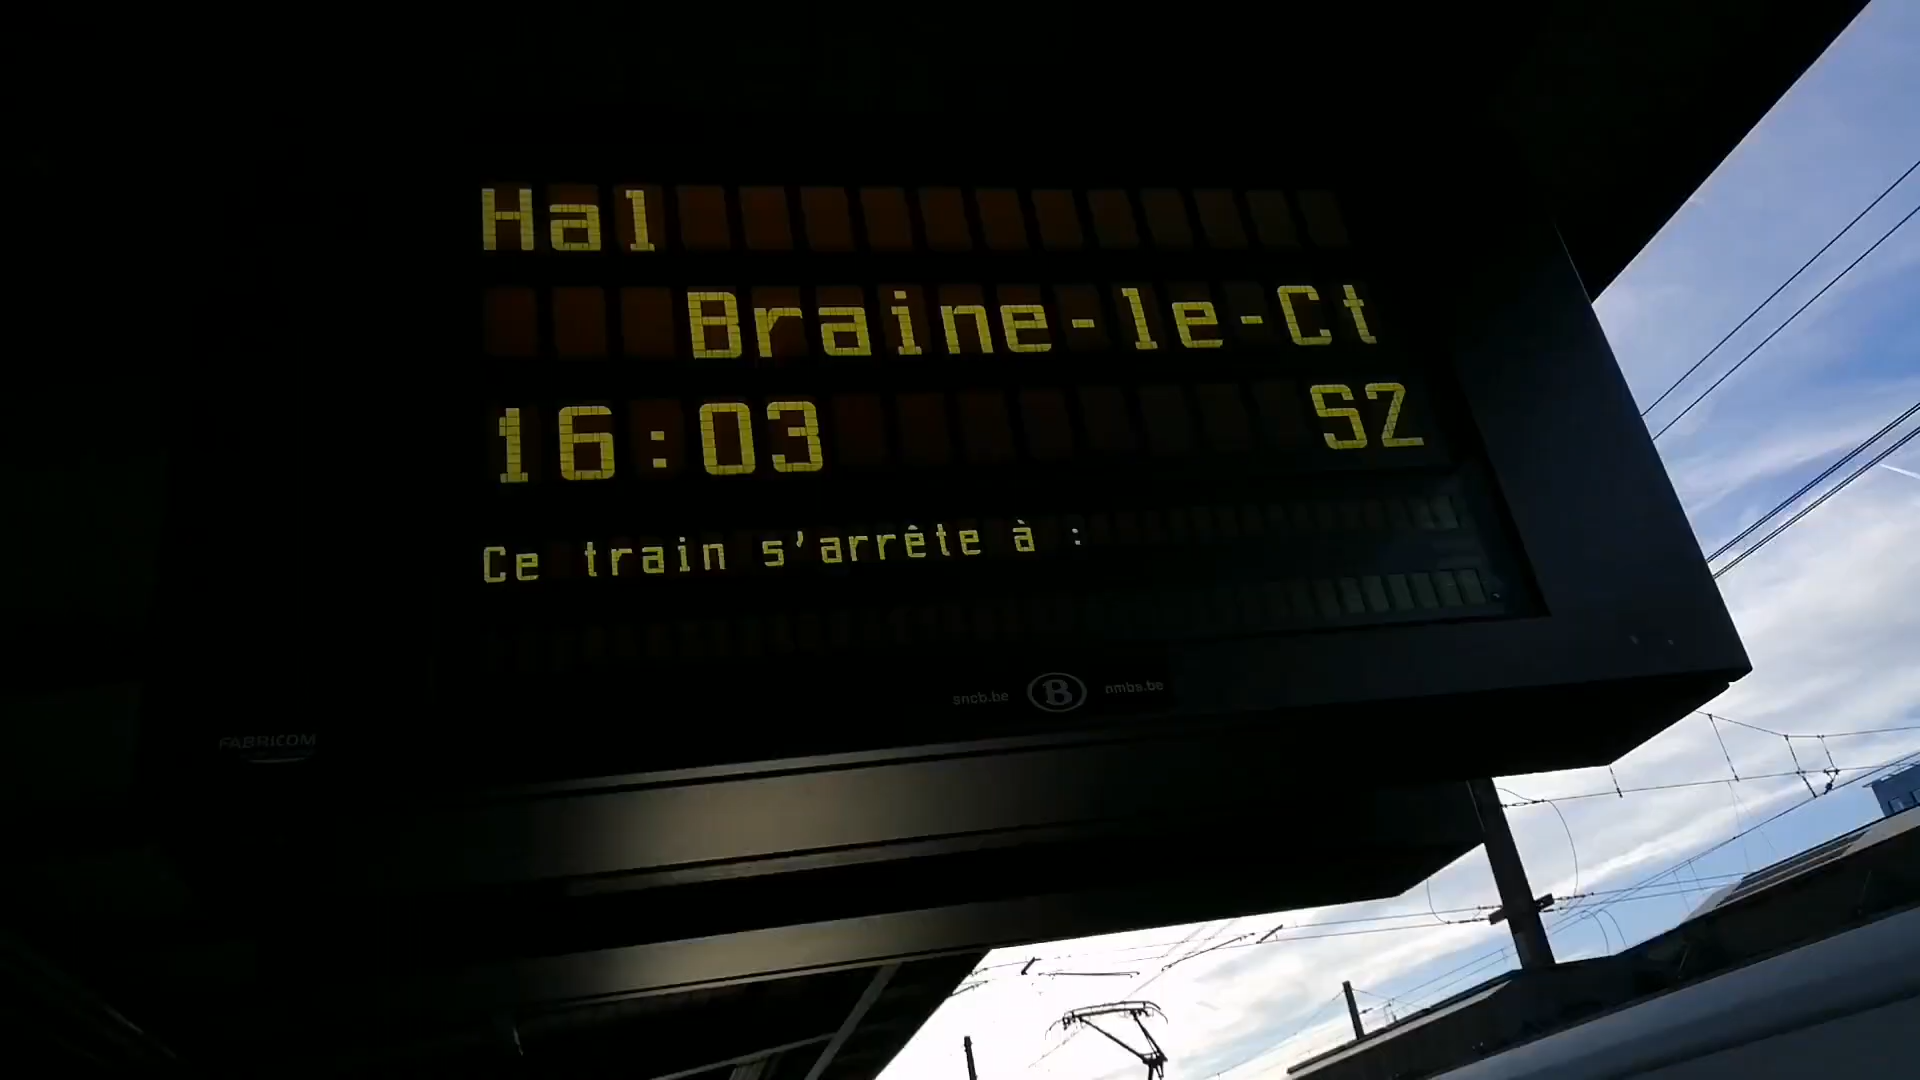 Hal
Braine-le-Ct
16:03 S2
Ce train s'arrête à :
sncb.be B nmbs.be
FABRICOM